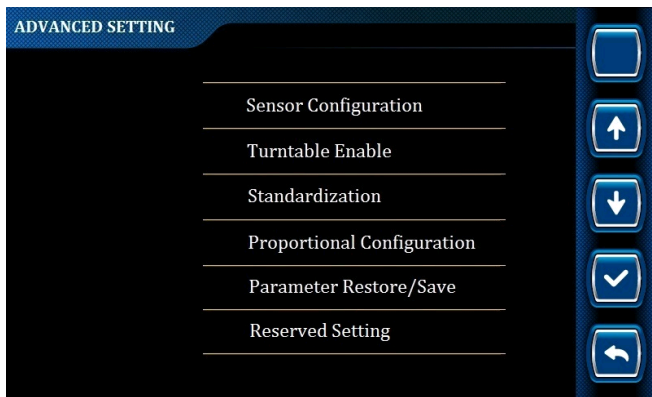 ADVANCED SETTING
Sensor Configuration
Turntable Enable
Standardization
Proportional Configuration
Parameter Restore/Save
Reserved Setting